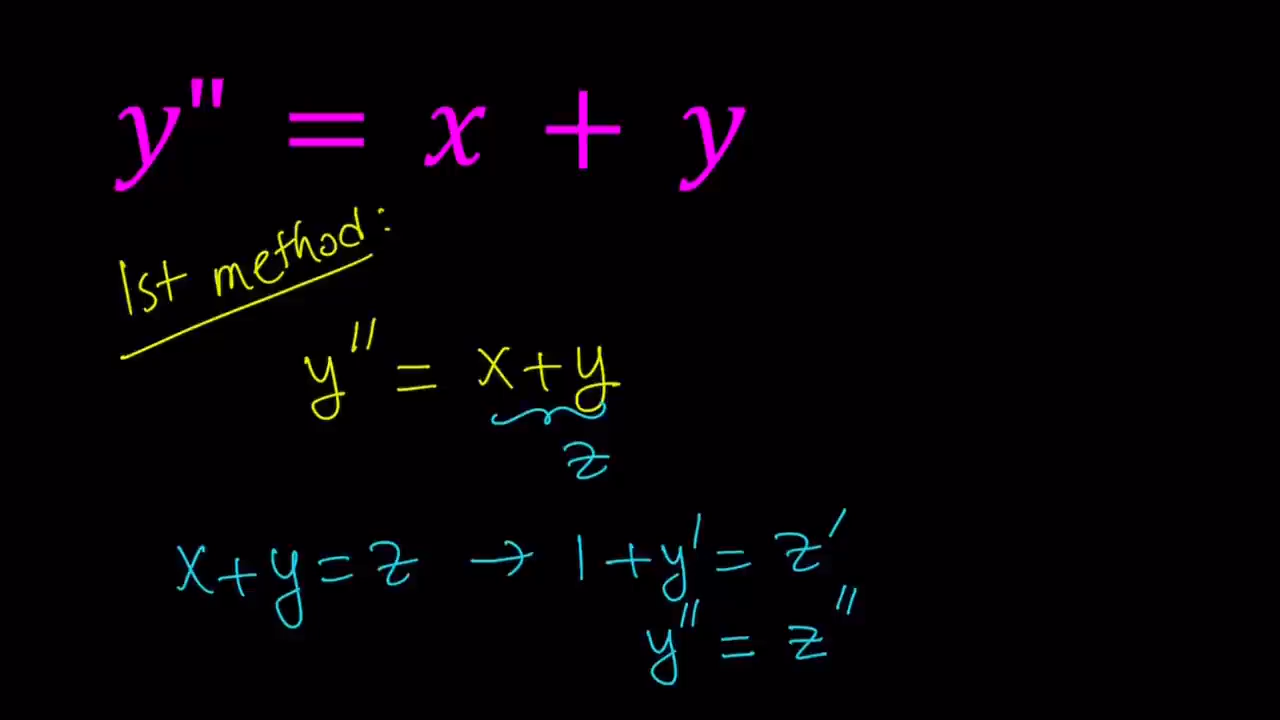 y" = x + y
1st method:
y'' = x+y
z
x+y=z → 1+y'=z'
y''=z''